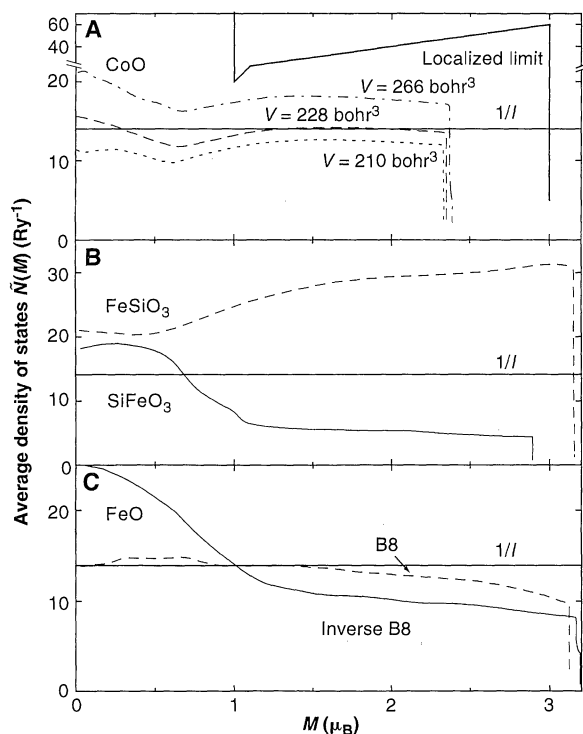 A
60
40
20
10
0
CoO
Localized limit
V = 266 bohr³
V = 228 bohr³
1/I
V = 210 bohr³
B
30
20
10
0
FeSiO₃
1/I
SiFeO₃
C
20
10
0
FeO
B8
1/I
Inverse B8
0
1
2
3
M (μB)
Average density of states Ñ(M) (Ry⁻¹)